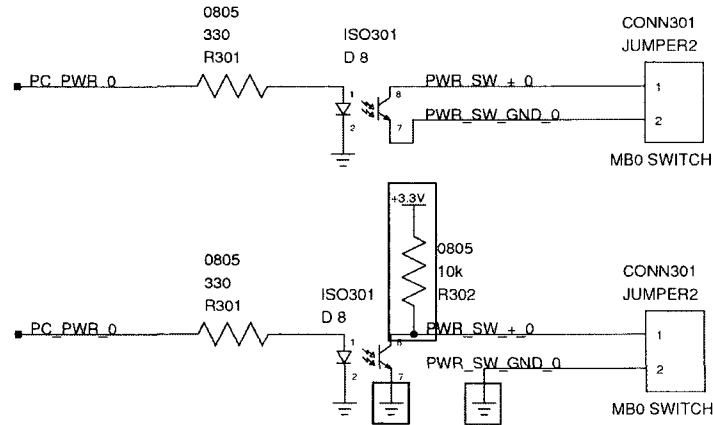 0805
330
R301
ISO301
D 8
CONN301
JUMPER2
PC_PWR_0
1
2
8
7
PWR_SW_+_0
PWR_SW_GND_0
1
2
MB0 SWITCH
+3.3V
0805
10k
R302
0805
330
R301
ISO301
D 8
CONN301
JUMPER2
PC_PWR_0
1
2
8
7
PWR_SW_+_0
PWR_SW_GND_0
1
2
MB0 SWITCH